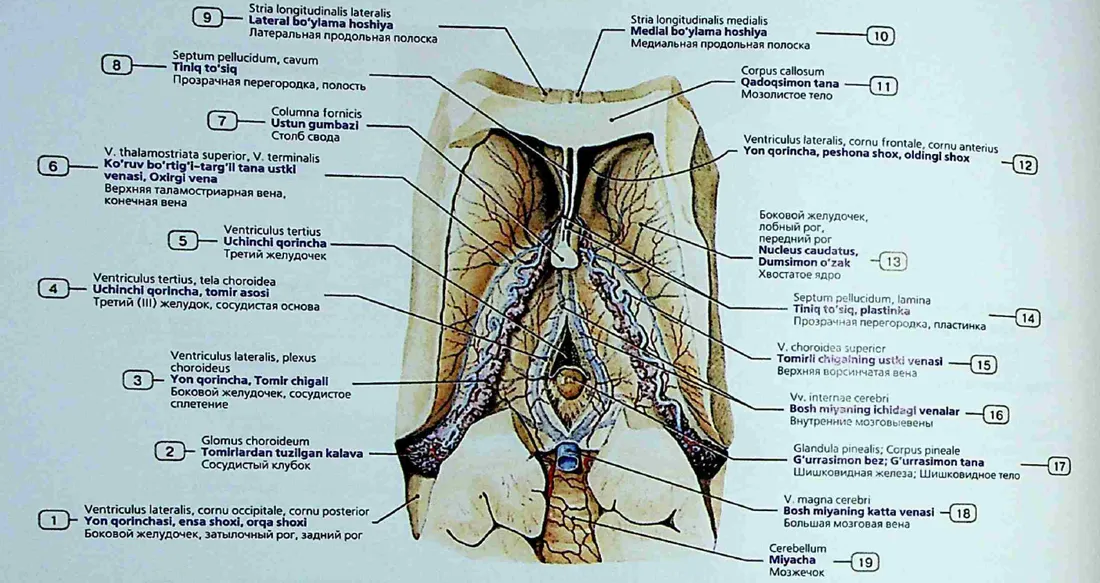 9
Stria longitudinalis lateralis
Lateral bo'ylama hoshiya
Латеральная продольная полоска
8
Septum pellucidum, cavum
Tiniq to'siq
Прозрачная перегородка, полость
7
Columna fornicis
Ustun gumbazi
Столб свода
6
V. thalamostriata superior, V. terminalis
Ko'ruv bo'rtig'i-targ'il tana ustki
venasi, Oxirgi vena
Верхняя таламостриарная вена,
конечная вена
5
Ventriculus tertius
Uchinchi qorincha
Третий желудочек
4
Ventriculus tertius, tela choroidea
Uchinchi qorincha, tomir asosi
Третий (III) желудок, сосудистая основа
3
Ventriculus lateralis, plexus
choroideus
Yon qorincha, Tomir chigali
Боковой желудочек, сосудистое
сплетение
2
Glomus choroideum
Tomirlardan tuzilgan kalava
Сосудистый клубок
1
Ventriculus lateralis, cornu occipitale, cornu posterior
Yon qorinchasi, ensa shoxi, orqa shoxi
Боковой желудочек, затылочный рог, задний рог
Stria longitudinalis medialis
Medial bo'ylama hoshiya
Медиальная продольная полоска
10
Corpus callosum
Qadoqsimon tana
Мозолистое тело
11
Ventriculus lateralis, cornu frontale, cornu anterius
Yon qorincha, peshona shox, oldingi shox
12
Боковой желудочек,
лобный рог,
передний рог
Nucleus caudatus,
Dumsimon o'zak
Хвостатое ядро
13
Septum pellucidum, lamina
Tiniq to'siq, plastinka
Прозрачная перегородка, пластинка
14
V. choroidea superior
Tomirli chigalning ustki venasi
Верхняя ворсинчатая вена
15
Vv. internae cerebri
Bosh miyaning ichidagi venalar
Внутренние мозговыевены
16
Glandula pinealis; Corpus pineale
G'urrasimon bez; G'urrasimon tana
Шишковидная железа; Шишковидное тело
17
V. magna cerebri
Bosh miyaning katta venasi
Большая мозговая вена
18
Cerebellum
Miyacha
Мозжечок
19